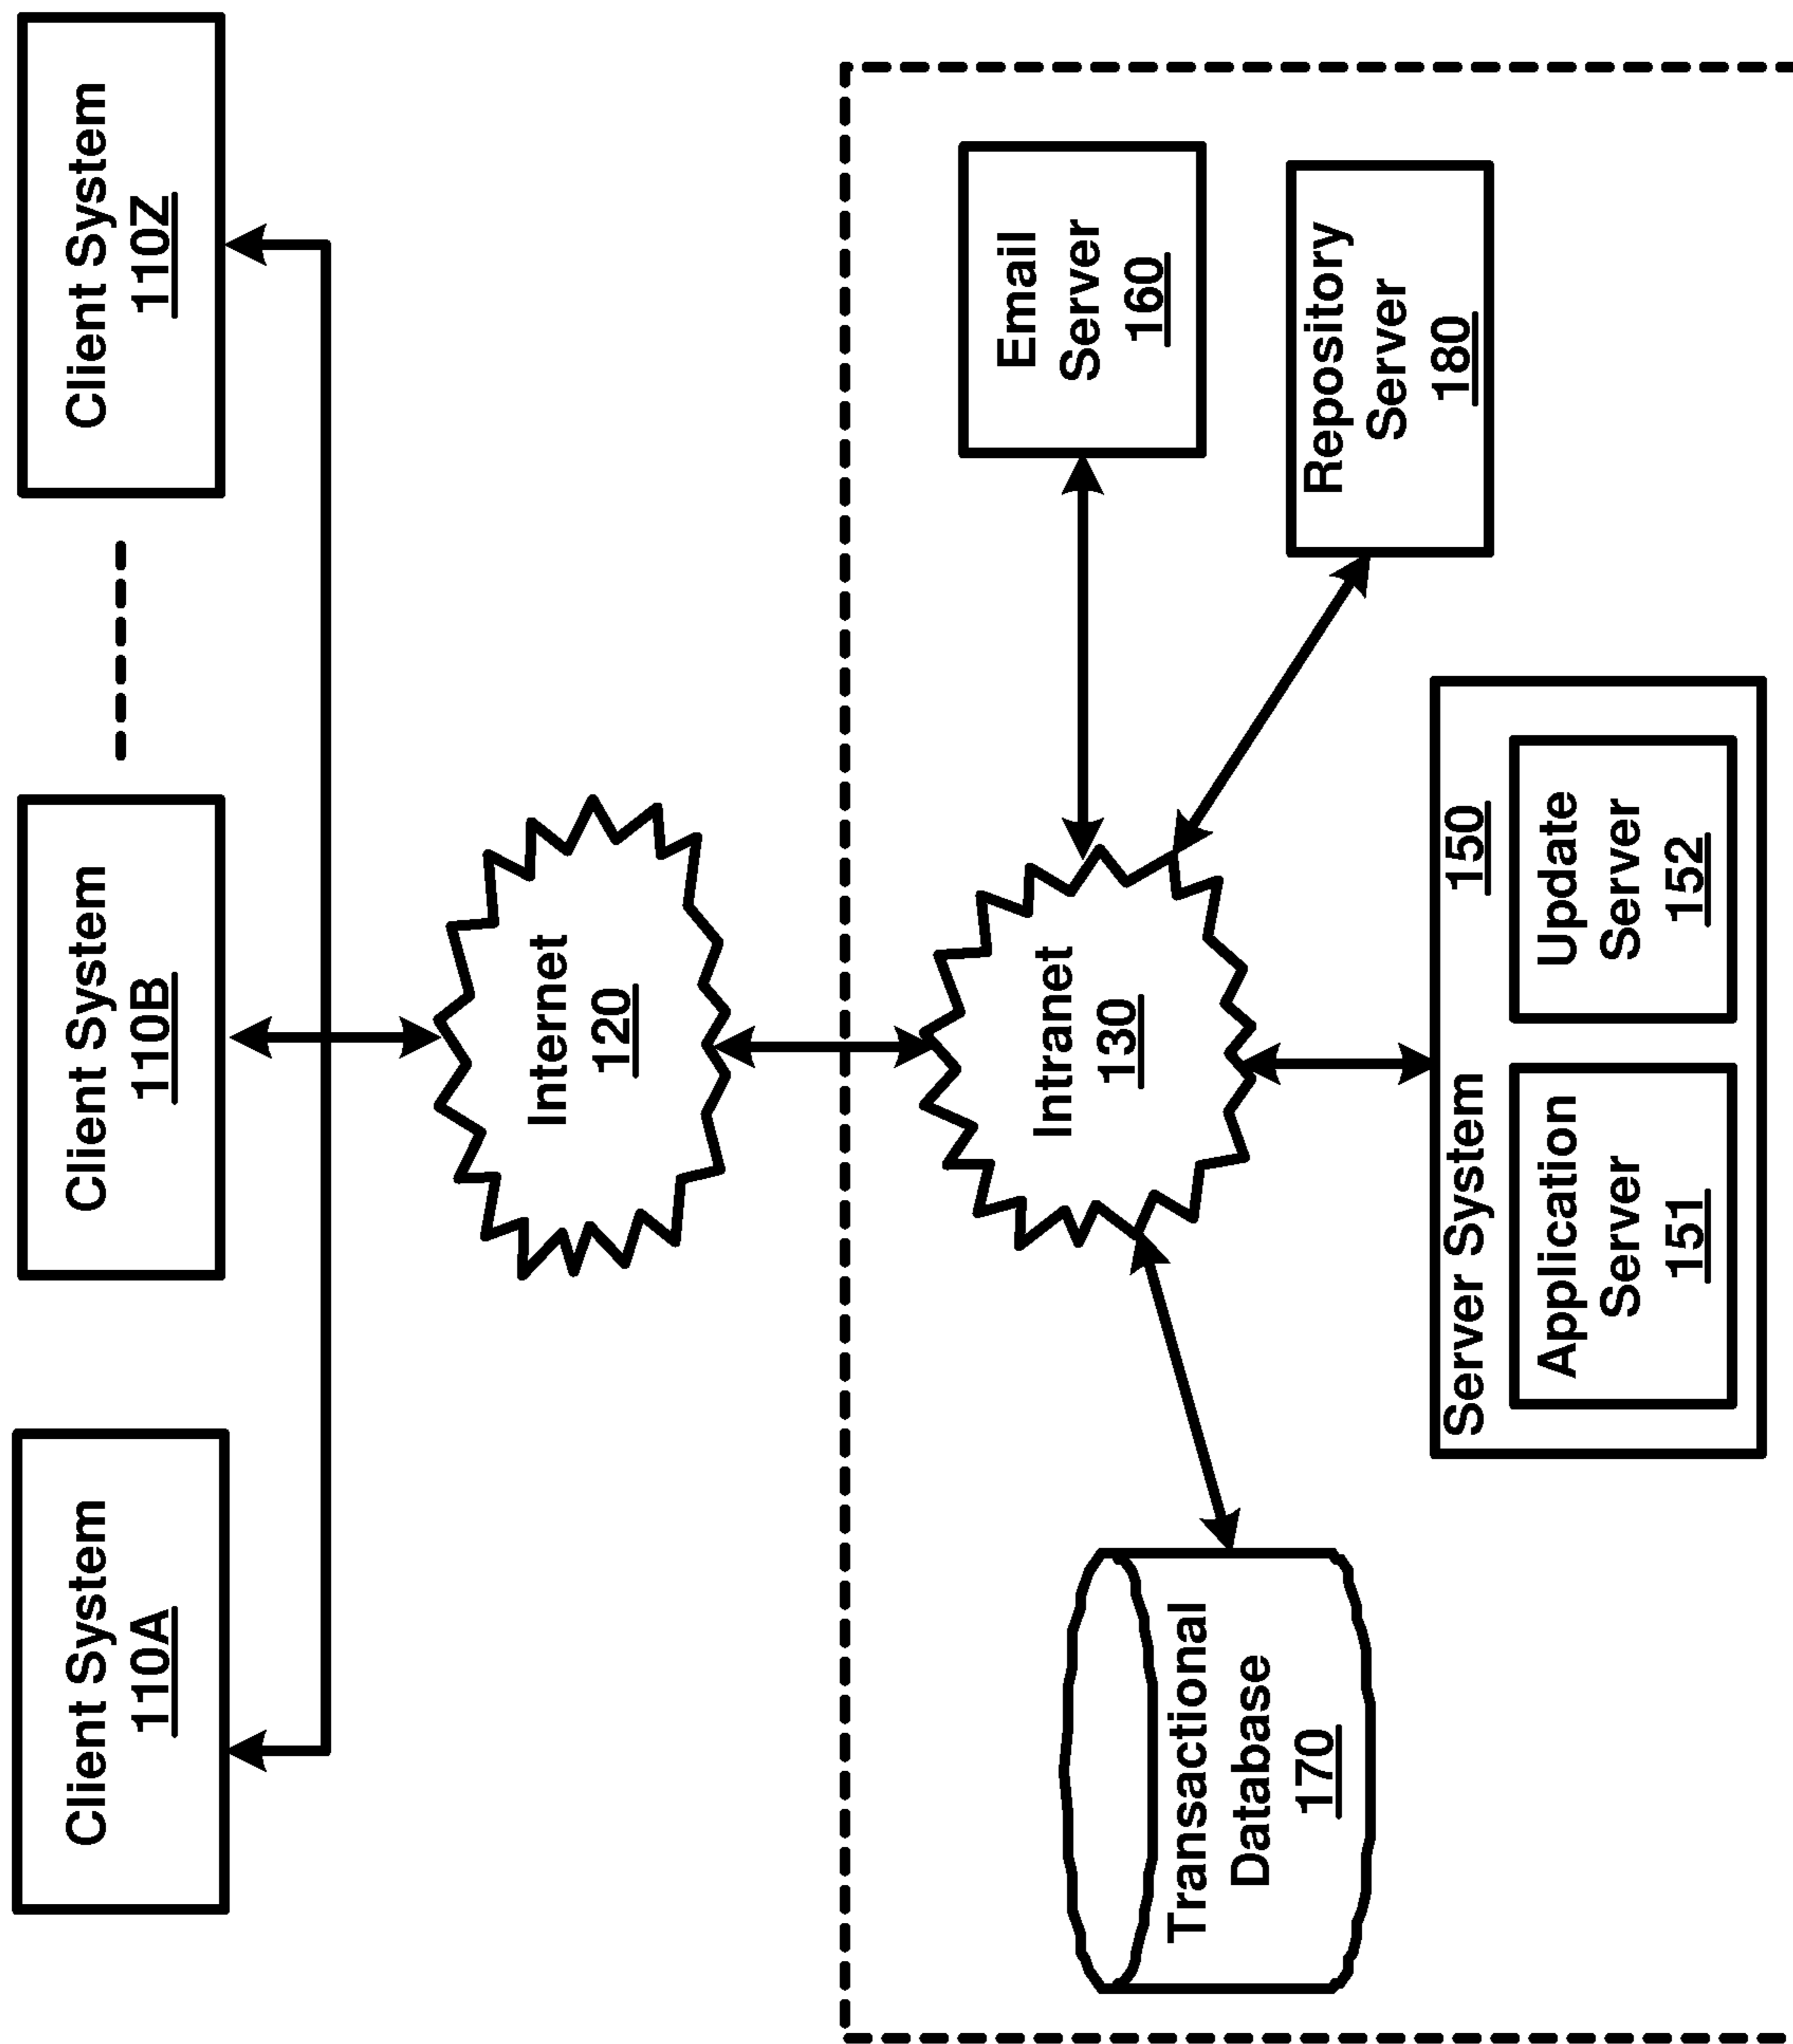 Client System
110A
Client System
110B
Client System
110Z
Internet
120
Intranet
130
Email
Server
160
Transactional
Database
170
Repository
Server
180
Server System 150
Application
Server
151
Update
Server
152